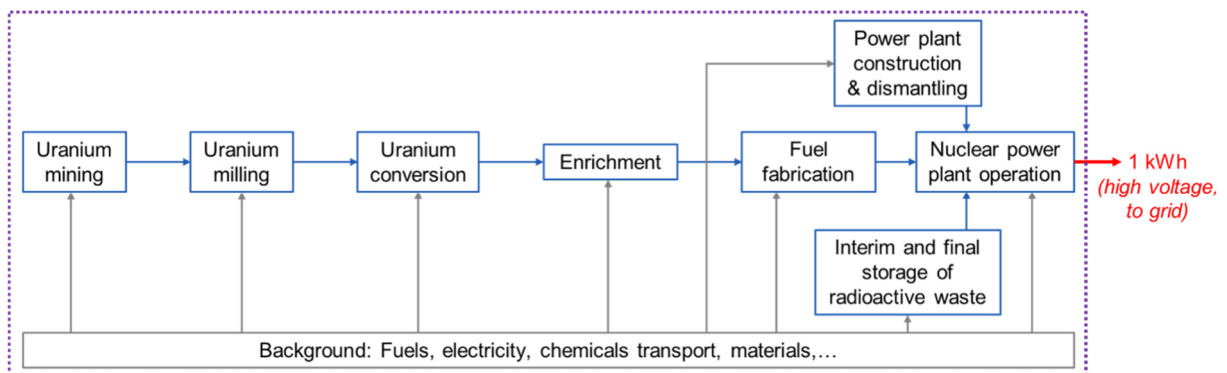 Power plant
construction
& dismantling
Uranium
mining
Uranium
milling
Uranium
conversion
Enrichment
Fuel
fabrication
Nuclear power
plant operation
1 kWh
(high voltage,
to grid)
Interim and final
storage of
radioactive waste
Background: Fuels, electricity, chemicals transport, materials,...